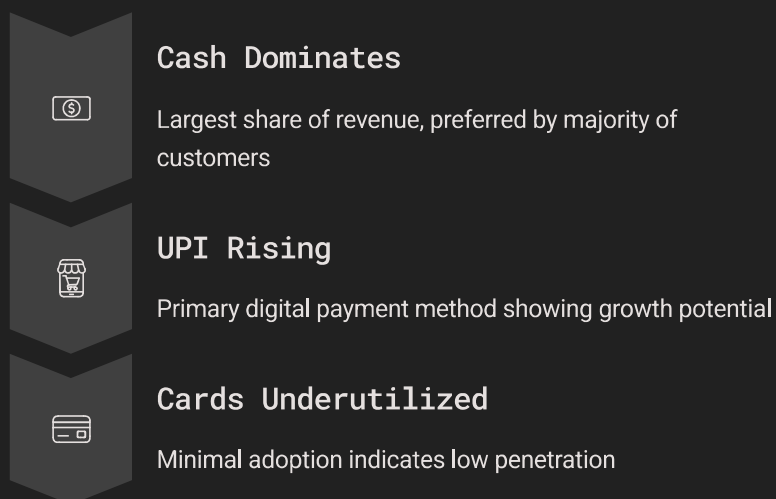 Cash Dominates
Largest share of revenue, preferred by majority of
customers
UPI Rising
Primary digital payment method showing growth potential
Cards Underutilized
Minimal adoption indicates low penetration